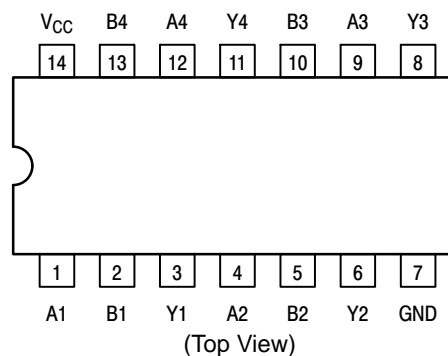 VCC B4 A4 Y4 B3 A3 Y3
14 13 12 11 10 9 8
1 2 3 4 5 6 7
A1 B1 Y1 A2 B2 Y2 GND
(Top View)